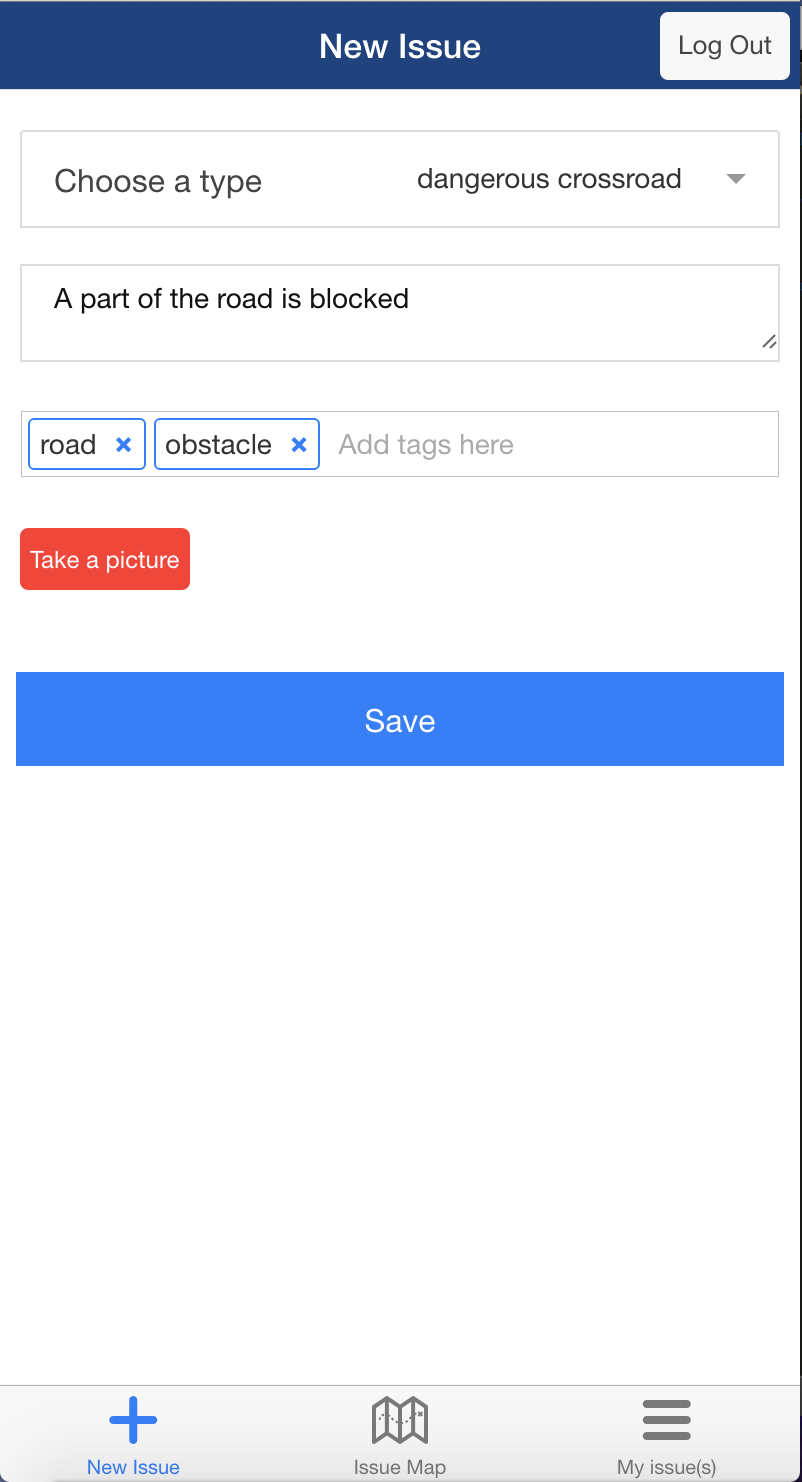 New Issue
Log Out
Choose a type
dangerous crossroad
A part of the road is blocked
road × obstacle × Add tags here
Take a picture
Save
New Issue
Issue Map
My issue(s)